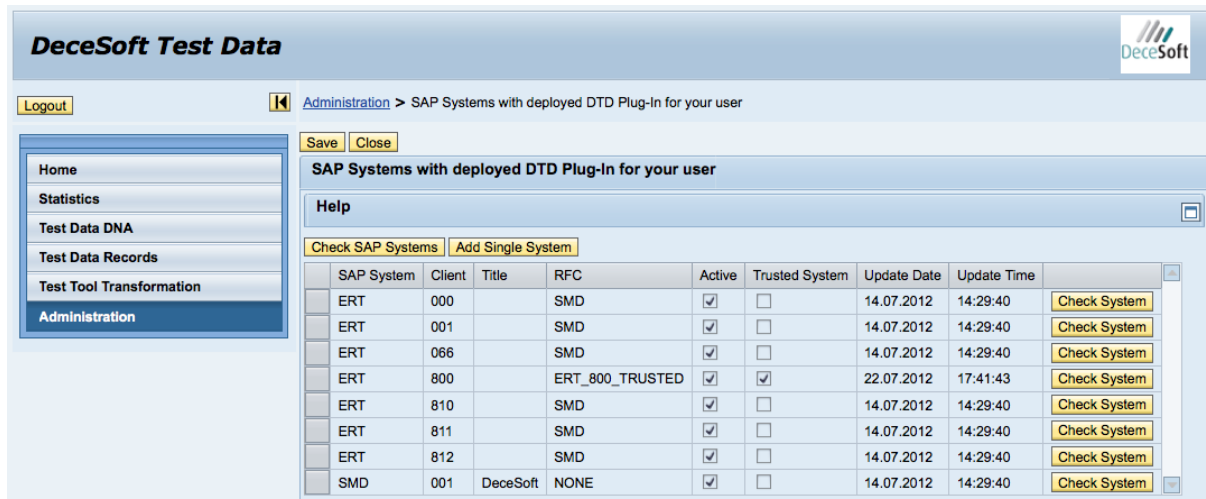 DeceSoft Test Data
DeceSoft
Logout
Administration > SAP Systems with deployed DTD Plug-In for your user
Save Close
Home
Statistics
Test Data DNA
Test Data Records
Test Tool Transformation
Administration
SAP Systems with deployed DTD Plug-In for your user
Help
Check SAP Systems Add Single System
SAP System Client Title RFC Active Trusted System Update Date Update Time
ERT 000 SMD 14.07.2012 14:29:40 Check System
ERT 001 SMD 14.07.2012 14:29:40 Check System
ERT 066 SMD 14.07.2012 14:29:40 Check System
ERT 800 ERT_800_TRUSTED 22.07.2012 17:41:43 Check System
ERT 810 SMD 14.07.2012 14:29:40 Check System
ERT 811 SMD 14.07.2012 14:29:40 Check System
ERT 812 SMD 14.07.2012 14:29:40 Check System
SMD 001 DeceSoft NONE 14.07.2012 14:29:40 Check System